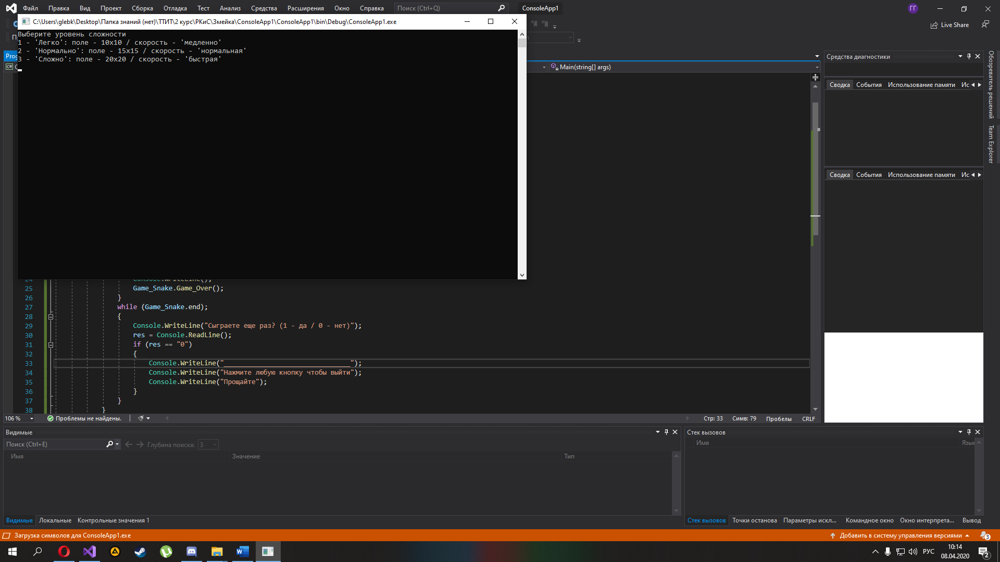 Файл Правка Вид Проект Сборка Отладка Тест Анализ Средства Расширения Окно Справка Поиск (Ctrl+Q) ConsoleApp1 ГГ
C:\Users\glebk\Desktop\Папка знаний (нет)\ТТИТ\2 курс\РКиС\Змейка\ConsoleApp1\ConsoleApp1\bin\Debug\ConsoleApp1.exe
Live Share
Выберите уровень сложности
1 - 'Легко': поле - 10x10 / скорость - 'медленно'
2 - 'Нормально': поле - 15x15 / скорость - 'нормальная'
3 - 'Сложно': поле - 20x20 / скорость - 'быстрая'
Main(string[] args)
Средства диагностики
Сводка События Использование памяти Ис
Сводка События Использование памяти Ис
Обозреватель решений
Team Explorer
24 Console.WriteLine();
25 Game_Snake.Game_Over();
26 }
27 while (Game_Snake.end);
28 {
29 Console.WriteLine("Сыграете еще раз? (1 - да / 0 - нет)");
30 res = Console.ReadLine();
31 if (res == "0")
32 {
33 Console.WriteLine("________________________________");
34 Console.WriteLine("Нажмите любую кнопку чтобы выйти");
35 Console.WriteLine("Прощайте");
36 }
37 }
38 }
106 % Проблемы не найдены. Стр: 33 Симв: 79 Пробелы CRLF
Видимые
Поиск (Ctrl+E) Глубина поиска: 3
Имя Значение Тип
Видимые Локальные Контрольные значения 1
Стек вызовов
Имя Язык
Стек вызовов Точки останова Параметры искл... Командное окно Окно интерпрета... Вывод
Загрузка символов для ConsoleApp1.exe Добавить в систему управления версиями 3
РУС 10:14
08.04.2020 2